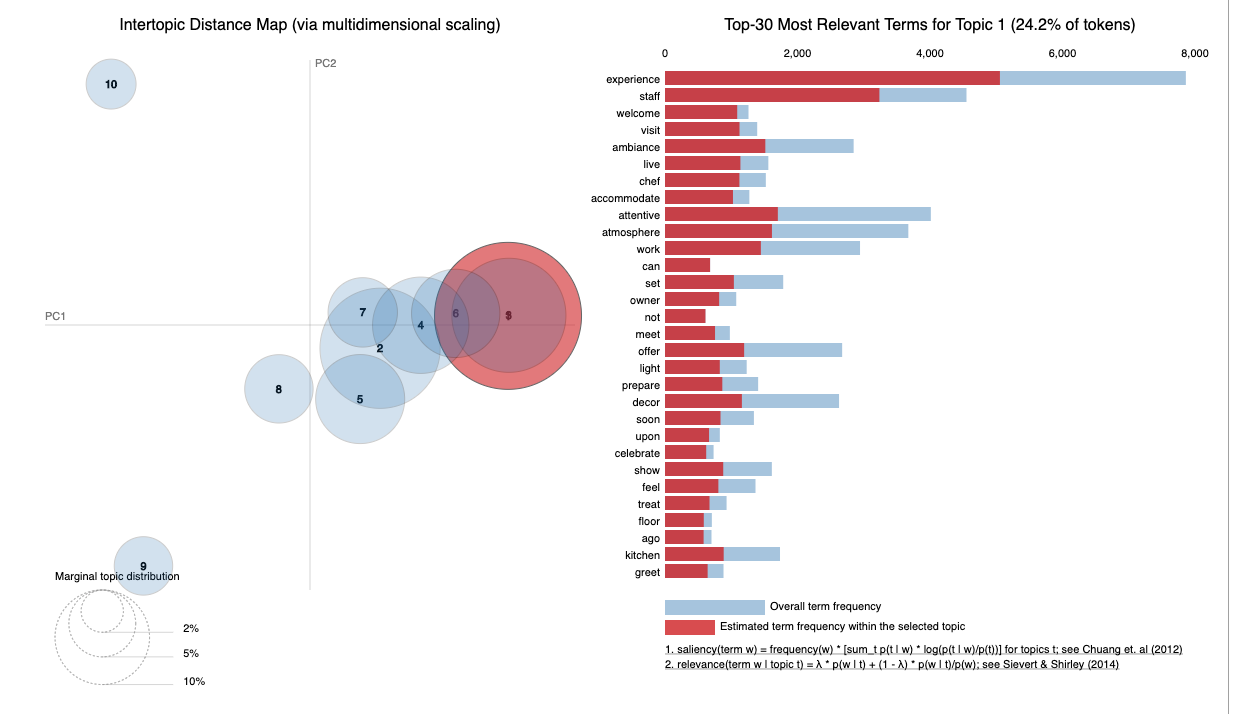 Intertopic Distance Map (via multidimensional scaling)
PC2
PC1
10
7
6
4
2
8
5
9
Marginal topic distribution
2%
5%
10%
Top-30 Most Relevant Terms for Topic 1 (24.2% of tokens)
0 2,000 4,000 6,000 8,000
experience
staff
welcome
visit
ambiance
live
chef
accommodate
attentive
atmosphere
work
can
set
owner
not
meet
offer
light
prepare
decor
soon
upon
celebrate
show
feel
treat
floor
ago
kitchen
greet
Overall term frequency
Estimated term frequency within the selected topic
1. saliency(term w) = frequency(w) * [sum_t p(t | w) * log(p(t | w)/p(t))] for topics t; see Chuang et. al (2012)
2. relevance(term w | topic t) = λ * p(w | t) + (1 - λ) * p(w | t)/p(w); see Sievert & Shirley (2014)